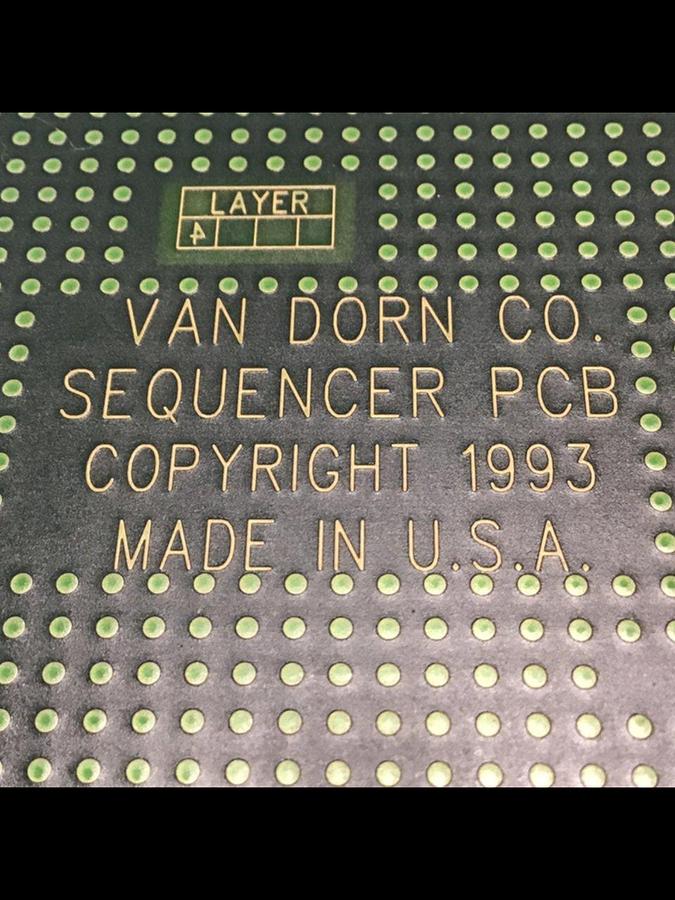 LAYER
4
VAN DORN CO.
SEQUENCER PCB
COPYRIGHT 1993
MADE IN U.S.A.